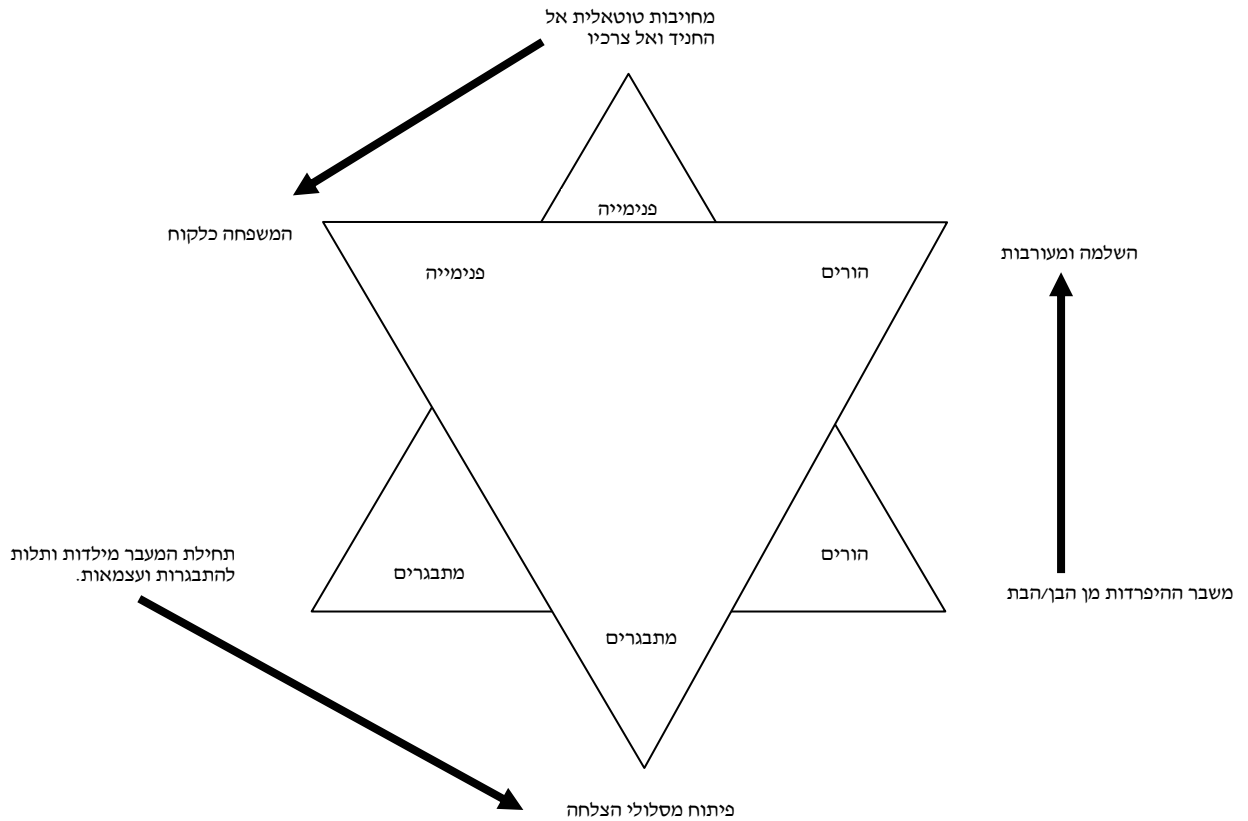 מחויבות טוטאלית אל
החניך ואל צרכיו
פנימייה
המשפחה כלקוח
השלמה ומעורבות
הורים
פנימייה
תחילת המעבר מילדות ותלות
להתבגרות ועצמאות.
הורים
מתבגרים
משבר ההיפרדות מן הבן/הבת
מתבגרים
פיתוח מסלולי הצלחה